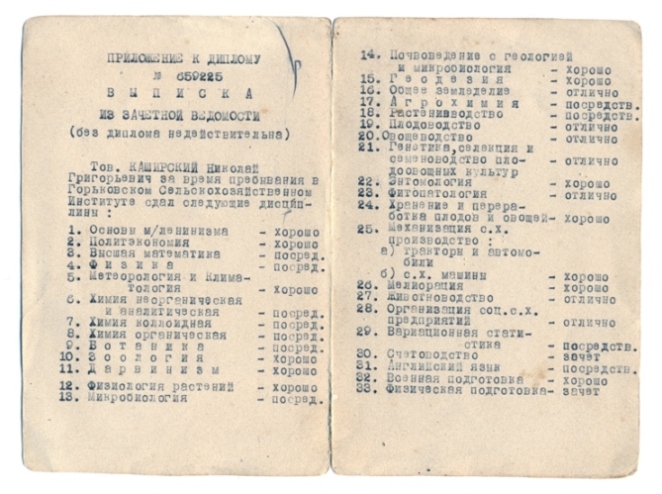 ПРИЛОЖЕНИЕ К ДИПЛОМУ
№ 659225
В Ы П И С К А
ИЗ ЗАЧЕТНОЙ ВЕДОМОСТИ
(без диплома недействительна)
Тов. КАШИРСКИЙ Николай
Григорьевич за время пребывания в
Горьковском Сельскохозяйственном
Институте сдал следующие дисцип-
лины :
1. Основы м/ленинизма - хорошо
2. Политэкономия - хорошо
3. Высшая математика - посред.
4. Ф и з и к а - посред.
5. Метеорология и Клима-
тология - хорошо
6. Химия неорганическая
и аналитическая - посред.
7. Химия коллоидная - посред.
8. Химия органическая - посред.
9. Б о т а н и к а - посред.
10. З о о л о г и я - хорошо
11. Д а р в и н и з м - хорошо
12. Физиология растений - хорошо
13. Микробиология - посред.
14. Почвоведение с геологией
и микробиология - хорошо
15. Г е о д е з и я - хорошо
16. Общее земледелие - отлично
17. А г р о х и м и я - посредств.
18. Растениеводство - посредств.
19. Плодоводство - отлично
20. Овощеводство - отлично
21. Генетика, селекция и
семеноводство пло-
доовощных культур - отлично
22. Энтомология - хорошо
23. Фитопатология - отлично
24. Хранение и перера-
ботка плодов и овощей- хорошо
25. Механизация с.х.
производство :
а) тракторы и автомо-
били - хорошо
б) с.х. машины - хорошо
26. Мелиорация - хорошо
27. Животноводство - отлично
28. Организация соц.с.х.
предприятий - отлично
29. Вариационная стати-
стика - посредств.
30. Счетоводство - зачет
31. Английский язык - посредств.
32. Военная подготовка - хорошо
33. Физическая подготовка- зачет